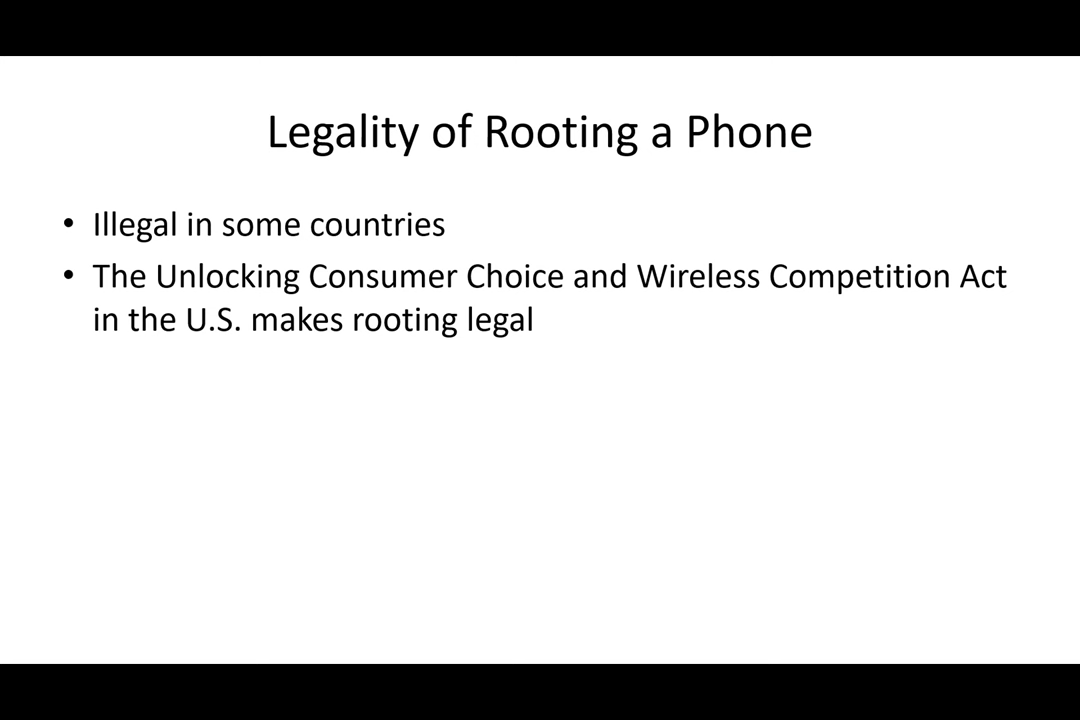 Legality of Rooting a Phone
• Illegal in some countries
• The Unlocking Consumer Choice and Wireless Competition Act
in the U.S. makes rooting legal